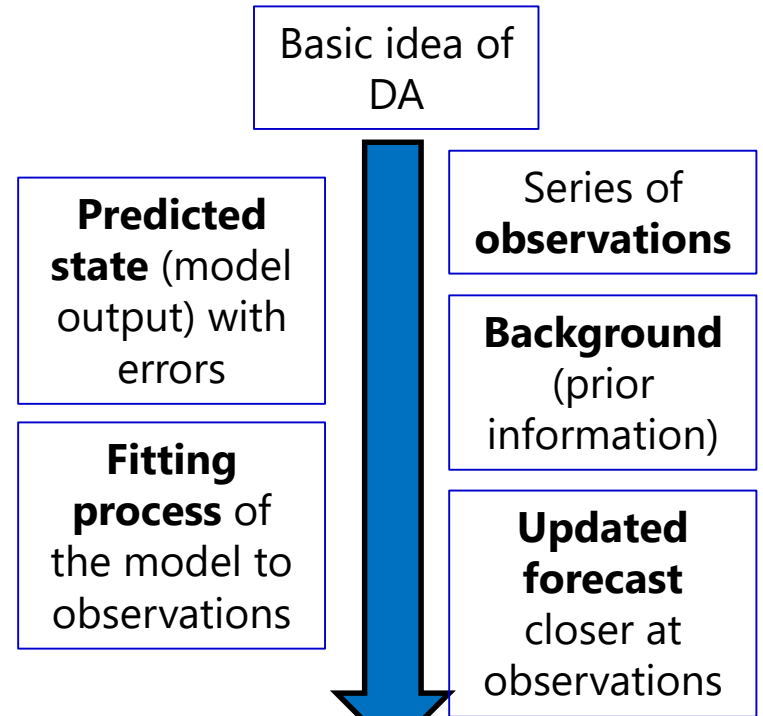 Basic idea of
DA
Predicted
state (model
output) with
errors
Series of
observations
Background
(prior
information)
Fitting
process of
the model to
observations
Updated
forecast
closer at
observations